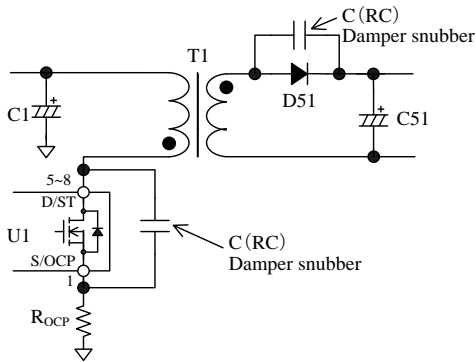 C (RC)
Damper snubber
T1
D51
C1
C51
5~8
D/ST
U1
C (RC)
Damper snubber
S/OCP
1
ROCP